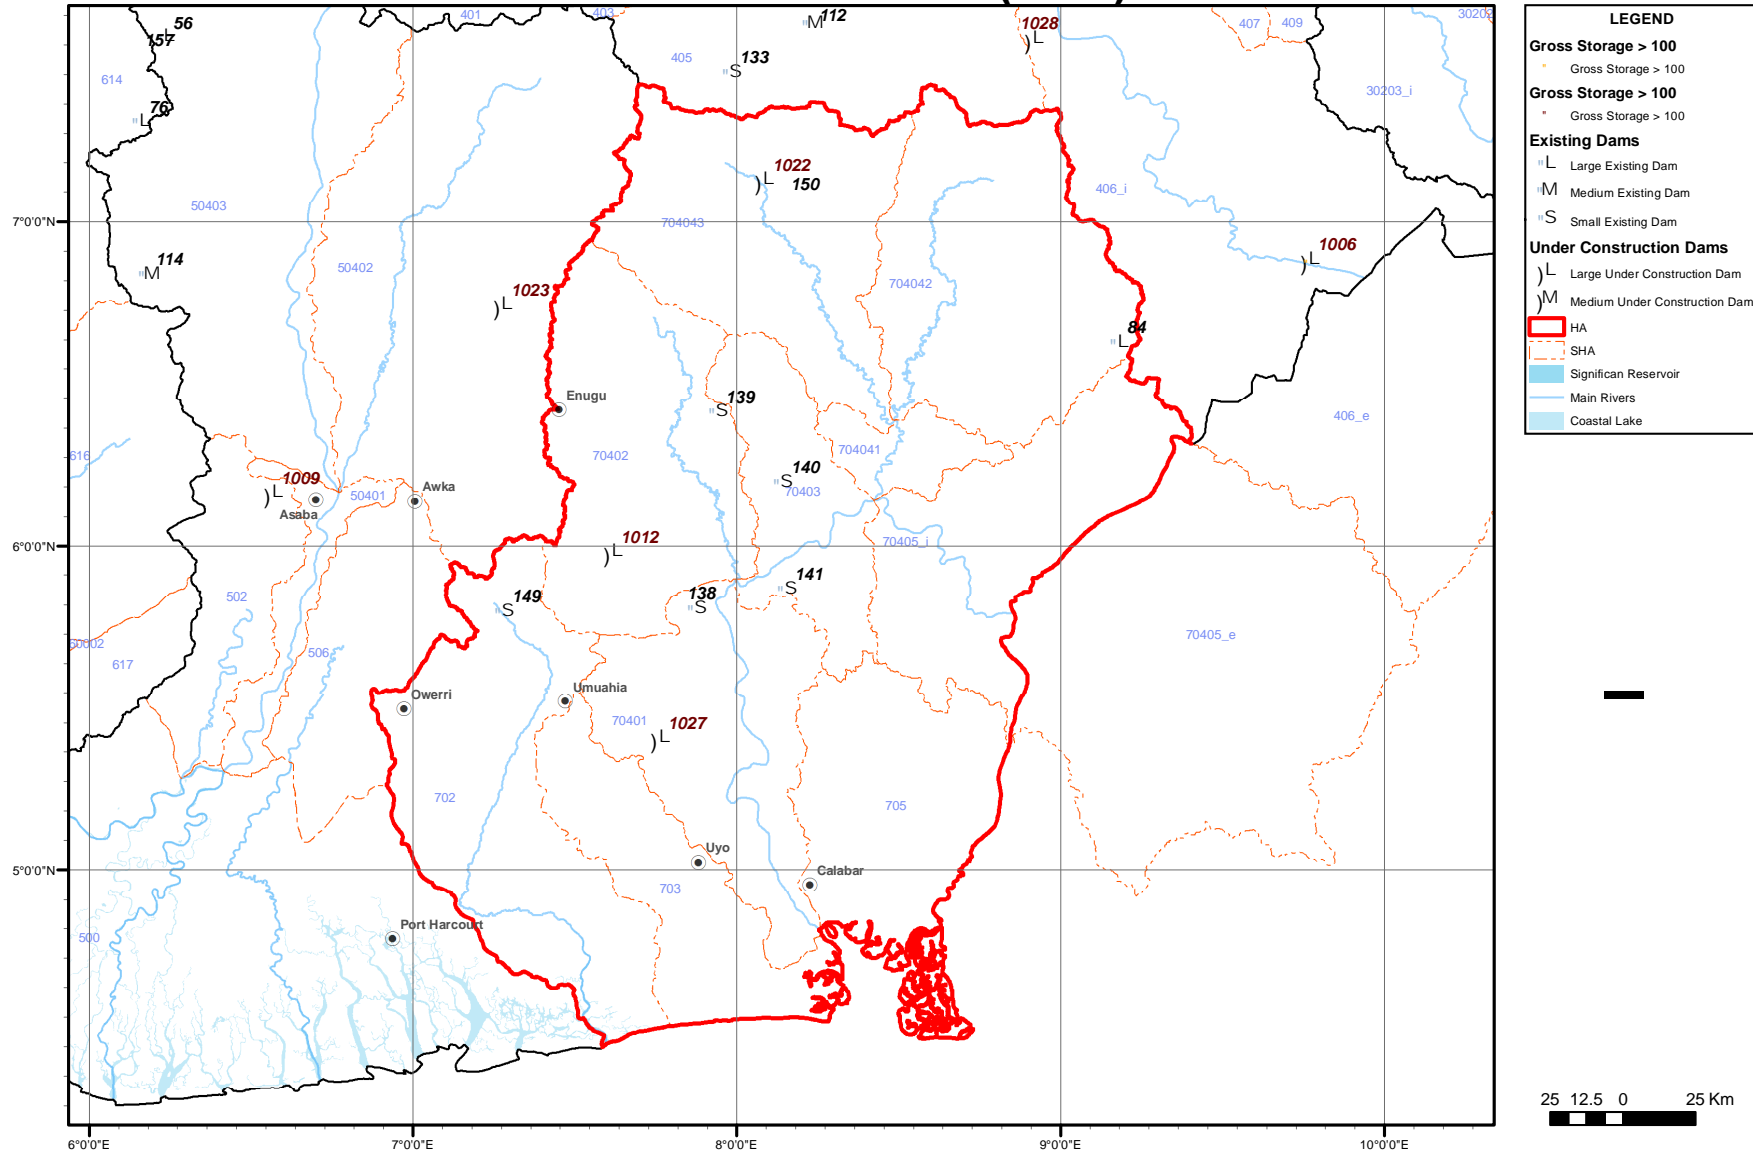 56
157
401
403
M 112
1028
L
407
409
30202
405
S 133
614
76
L
30203_i
1022
L
150
406_i
50403
704043
7°0'0"N
1006
L
114
M
50402
704042
1023
L
84
L
Enugu
S 139
406_e
616
70402
704041
140
S
70403
1009
L
50401
Awka
Asaba
1012
L
70405_i
6°0'0"N
141
S
138
S
149
S
502
506
60002
617
70405_e
Owerri
Umuahia
70401
1027
L
702
705
5°0'0"N
Uyo
Calabar
703
Port Harcourt
500
6°0'0"E
7°0'0"E
8°0'0"E
9°0'0"E
10°0'0"E
LEGEND
Gross Storage > 100
Gross Storage > 100
Gross Storage > 100
Gross Storage > 100
Existing Dams
"L Large Existing Dam
"M Medium Existing Dam
"S Small Existing Dam
Under Construction Dams
)L Large Under Construction Dam
)M Medium Under Construction Dam
HA
SHA
Significan Reservoir
Main Rivers
Coastal Lake
25 12.5 0 25 Km